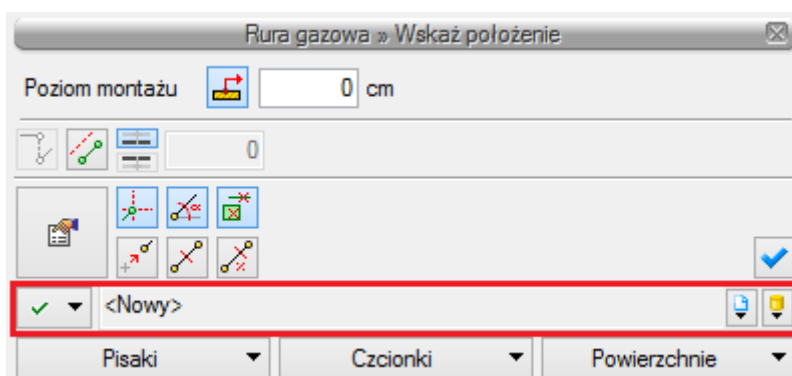 Rura gazowa » Wskaż położenie
Poziom montażu 0 cm
0
<Nowy>
Pisaki Czcionki Powierzchnie